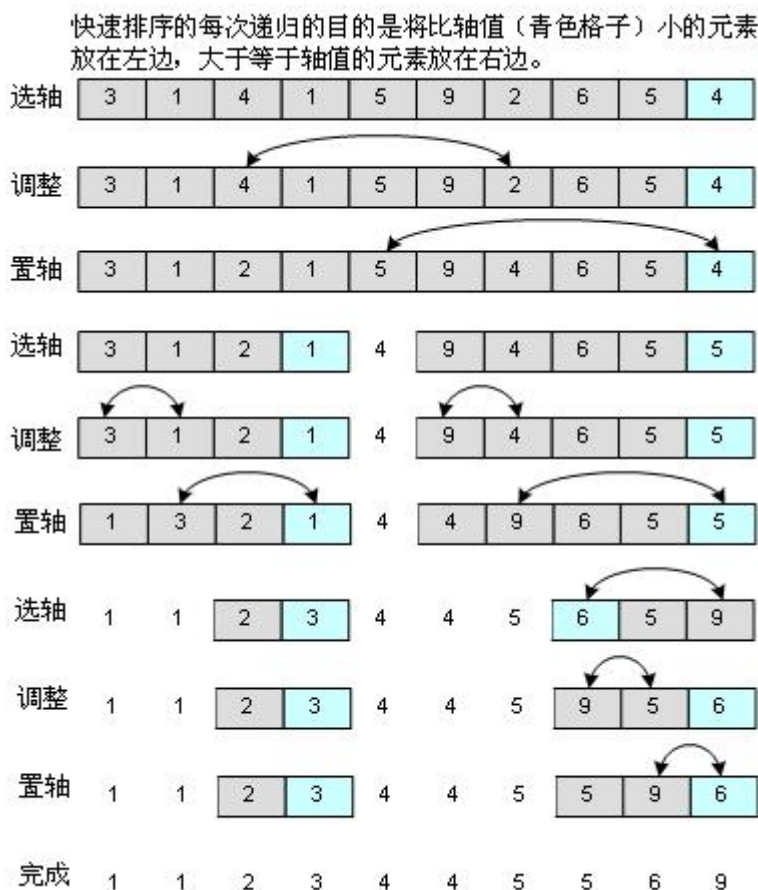 快速排序的每次递归的目的是将比轴值（青色格子）小的元素
放在左边，大于等于轴值的元素放在右边。
选轴 3 1 4 1 5 9 2 6 5 4
调整 3 1 4 1 5 9 2 6 5 4
置轴 3 1 2 1 5 9 4 6 5 4
选轴 3 1 2 1 4 9 4 6 5 5
调整 3 1 2 1 4 9 4 6 5 5
置轴 1 3 2 1 4 4 9 6 5 5
选轴 1 1 2 3 4 4 5 6 5 9
调整 1 1 2 3 4 4 5 9 5 6
置轴 1 1 2 3 4 4 5 5 9 6
完成 1 1 2 3 4 4 5 5 6 9